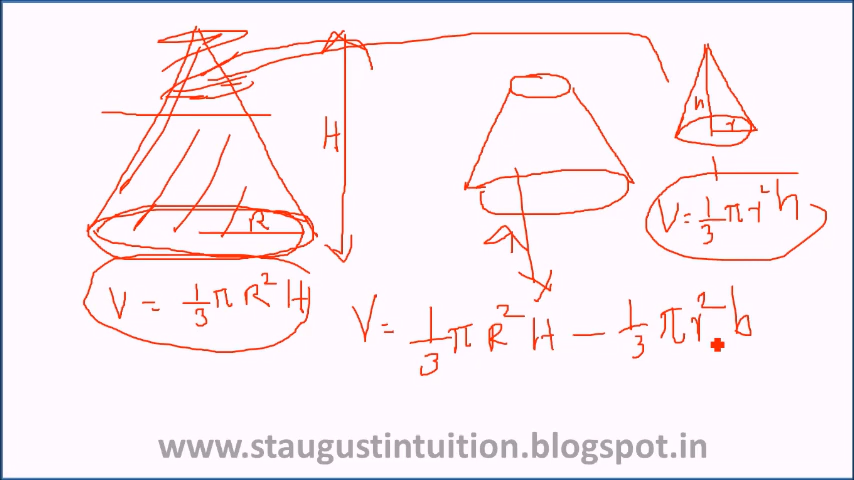 H
R
h
r
V = 1/3 π R² H
V = 1/3 π r² h
V = 1/3 π R² H − 1/3 π r² h
www.staugustintuition.blogspot.in